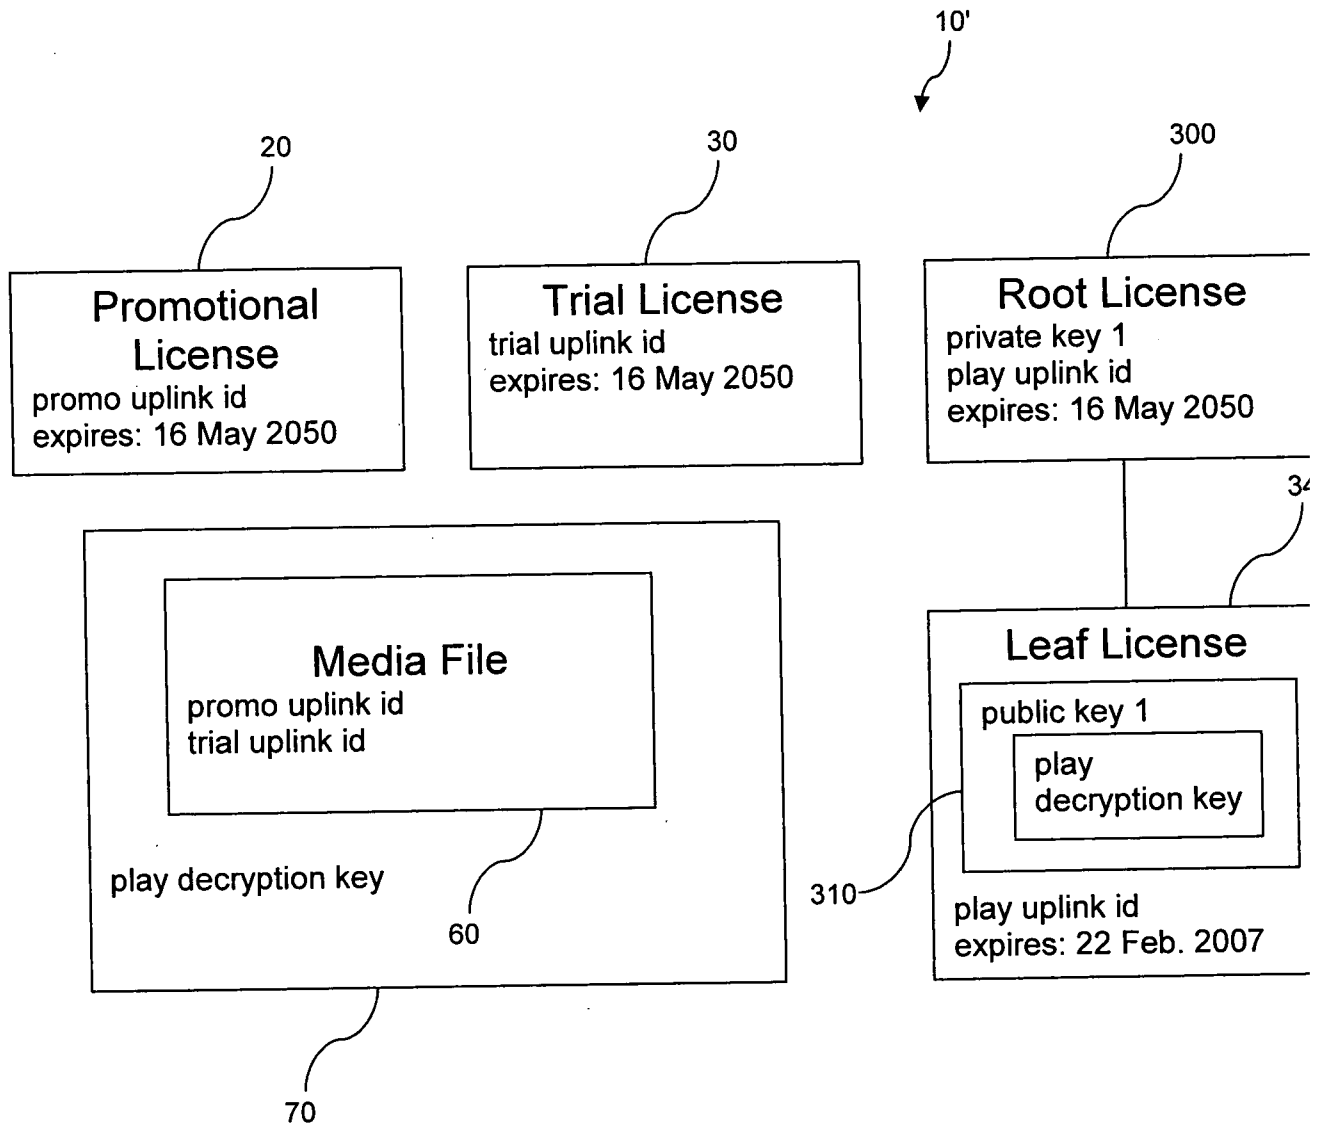 10'
20
30
300
Promotional
License
promo uplink id
expires: 16 May 2050
Trial License
trial uplink id
expires: 16 May 2050
Root License
private key 1
play uplink id
expires: 16 May 2050
34
Media File
promo uplink id
trial uplink id
play decryption key
60
70
Leaf License
public key 1
play
decryption key
310
play uplink id
expires: 22 Feb. 2007